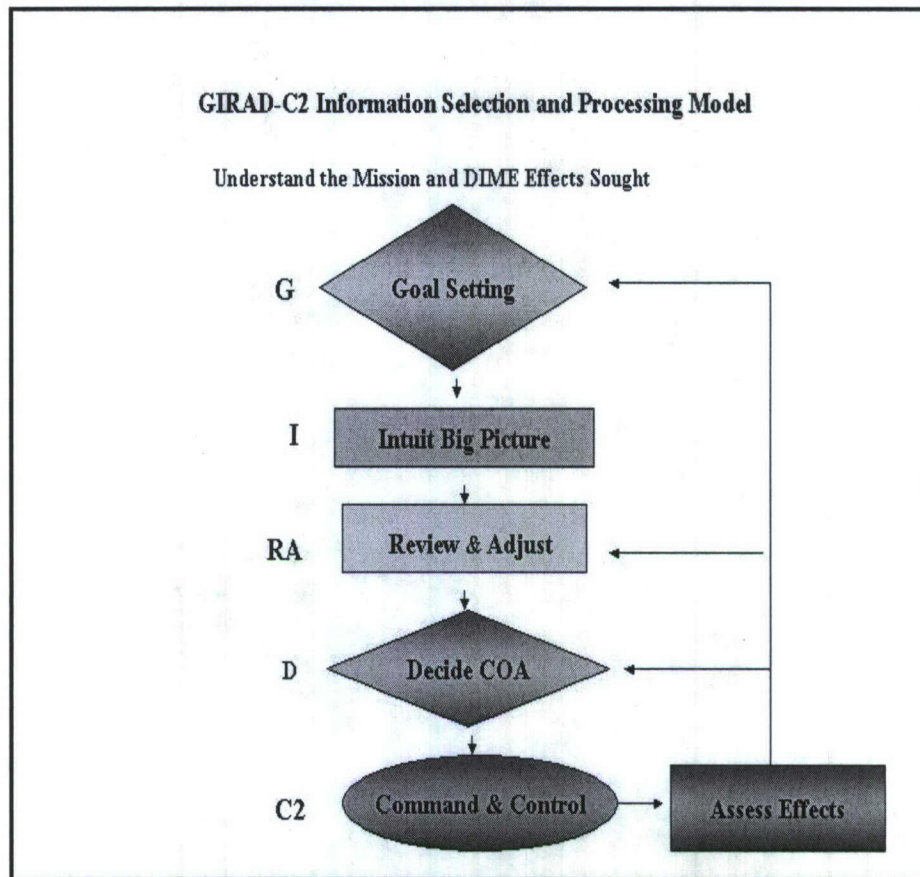 GIRAD-C2 Information Selection and Processing Model
Understand the Mission and DIME Effects Sought
G
Goal Setting
I
Intuit Big Picture
RA
Review & Adjust
D
Decide COA
C2
Command & Control
Assess Effects